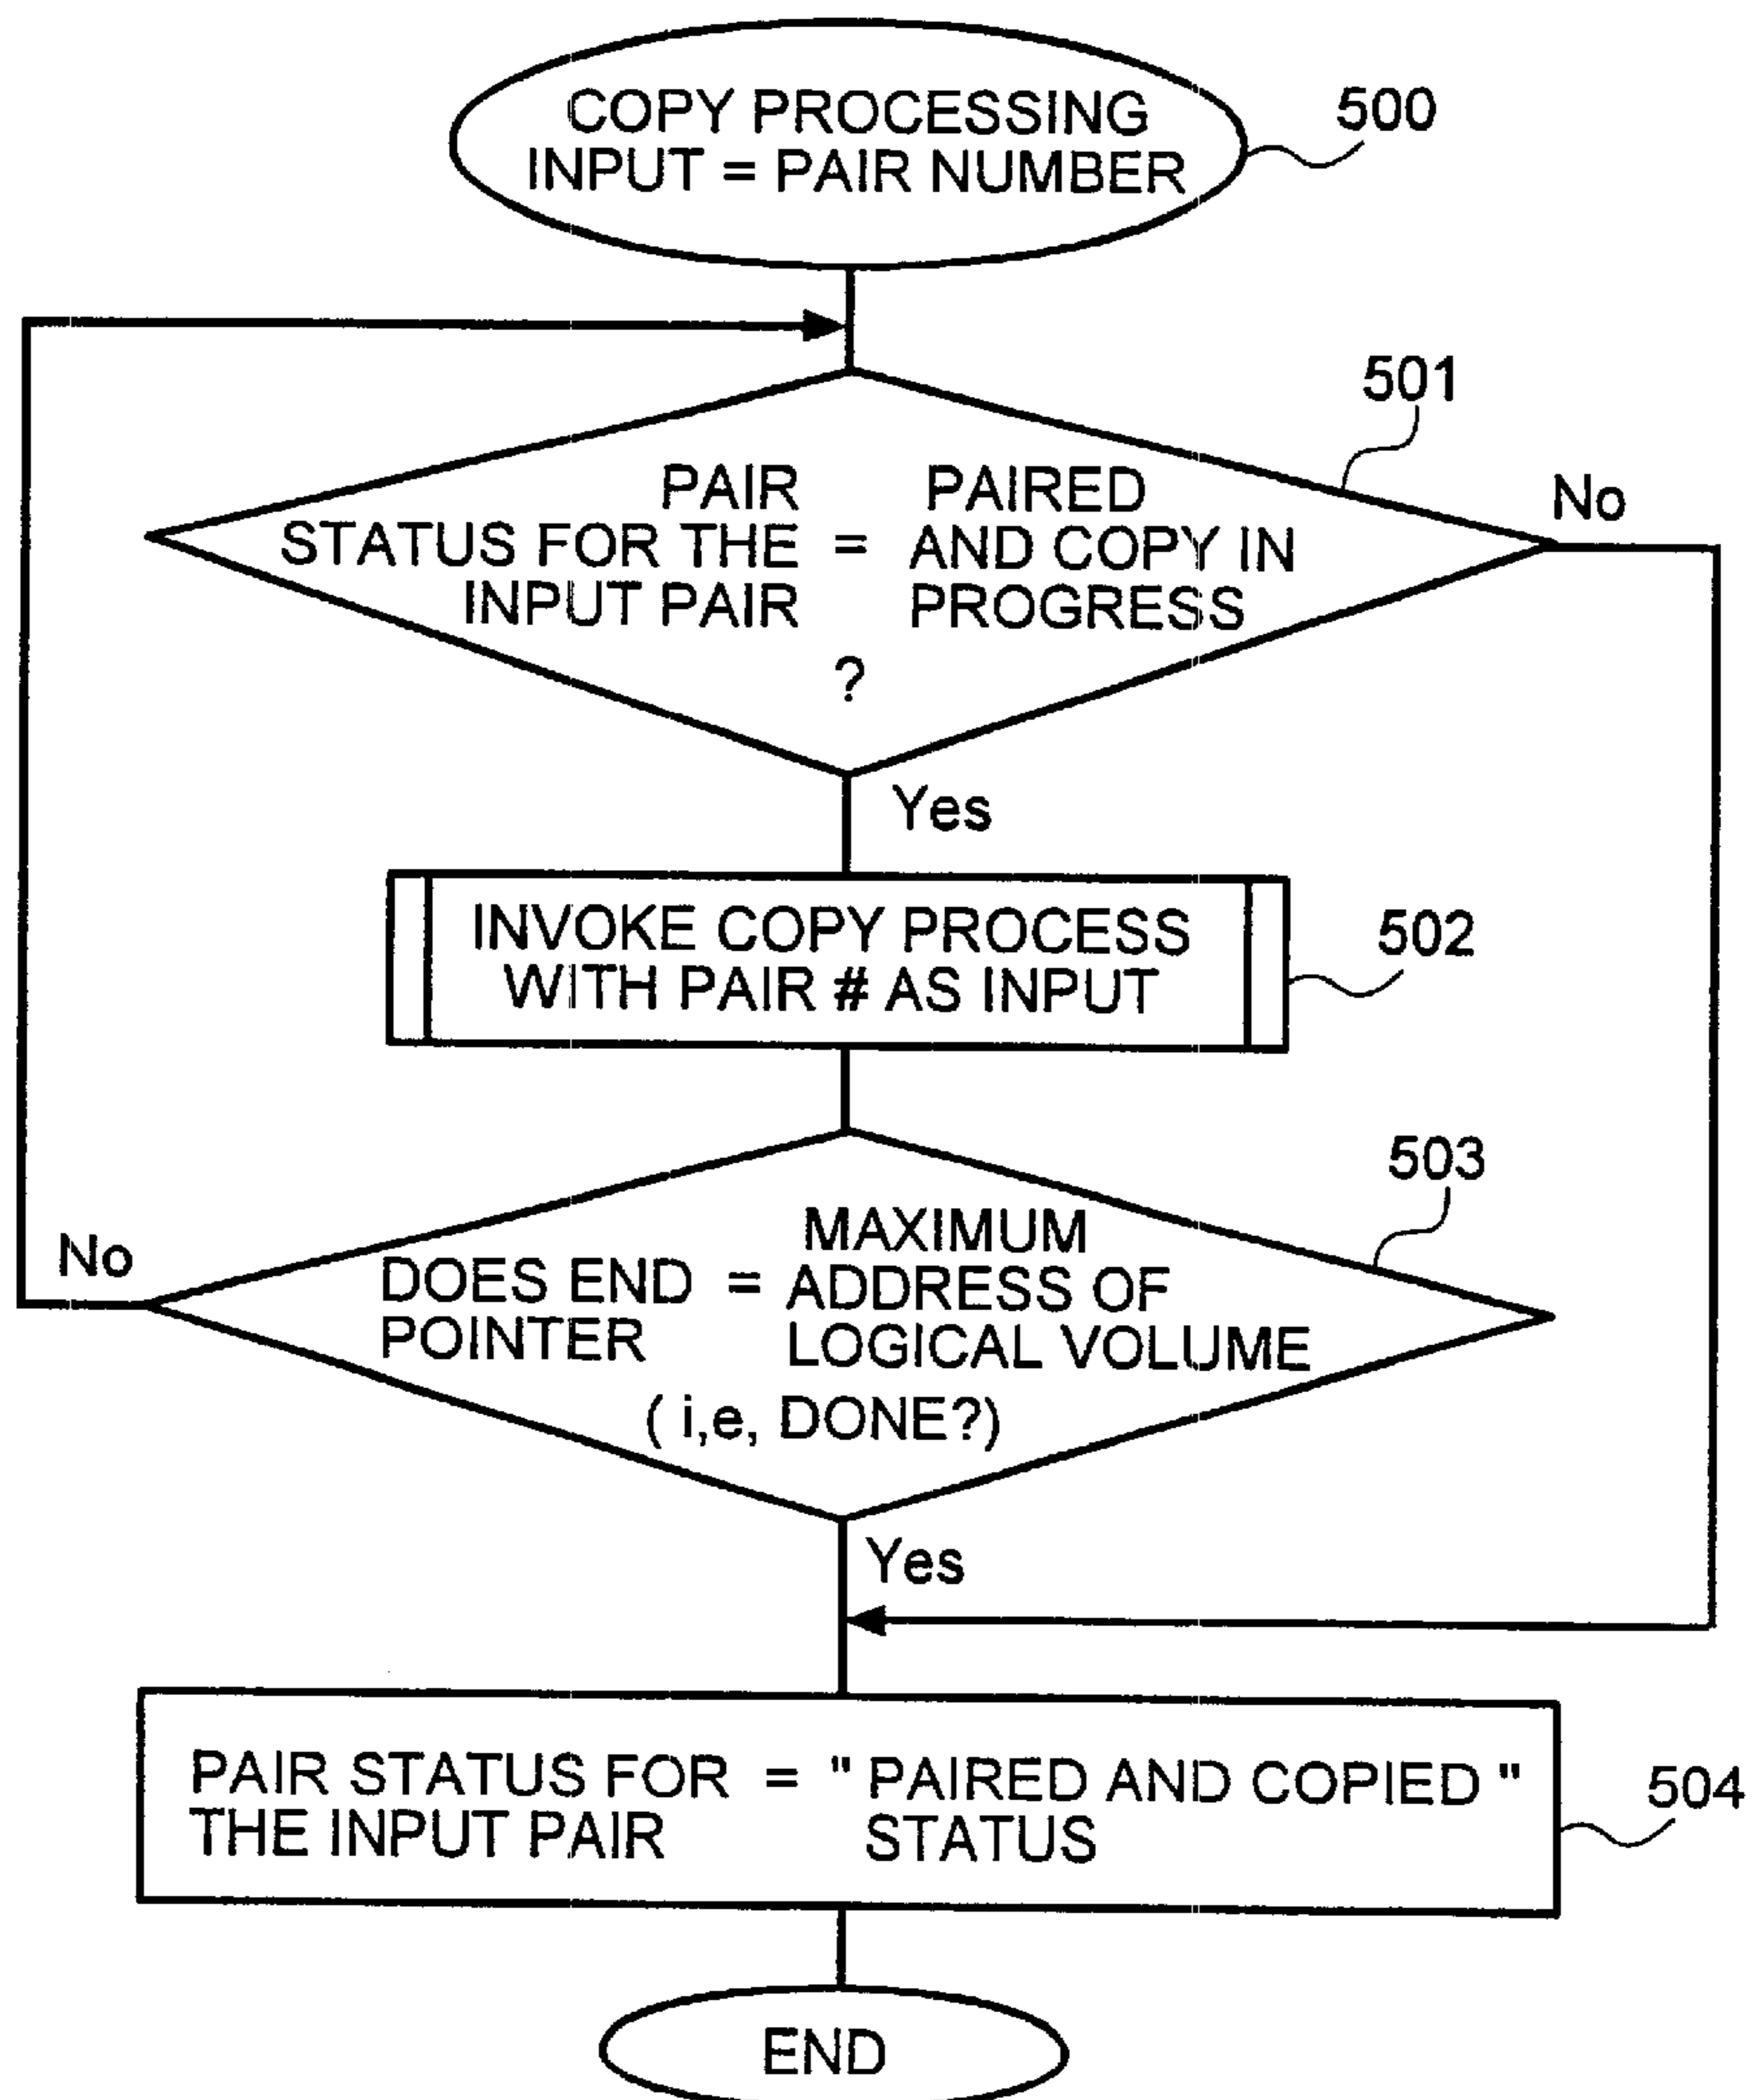 COPY PROCESSING
INPUT = PAIR NUMBER
500
501
PAIR PAIRED
STATUS FOR THE = AND COPY IN
INPUT PAIR PROGRESS
?
No
Yes
INVOKE COPY PROCESS
WITH PAIR # AS INPUT
502
503
MAXIMUM
DOES END = ADDRESS OF
POINTER LOGICAL VOLUME
( i,e, DONE?)
No
Yes
PAIR STATUS FOR = " PAIRED AND COPIED "
THE INPUT PAIR STATUS
504
END